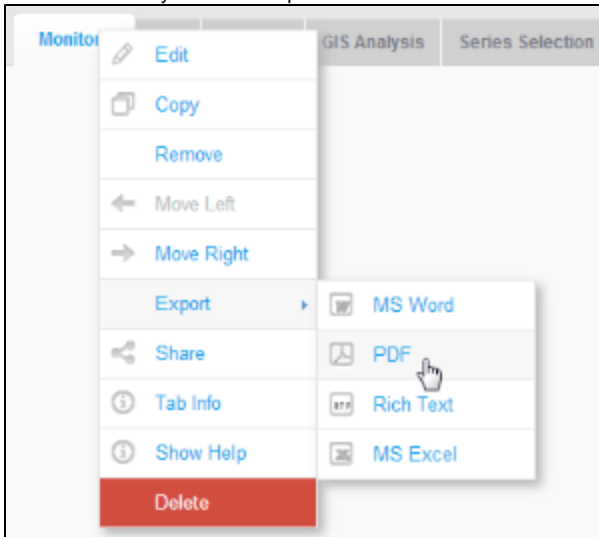 Monitor GIS Analysis Series Selection
Edit
Copy
Remove
Move Left
Move Right
Export
MS Word
Share
PDF
Tab Info
Rich Text
Show Help
MS Excel
Delete